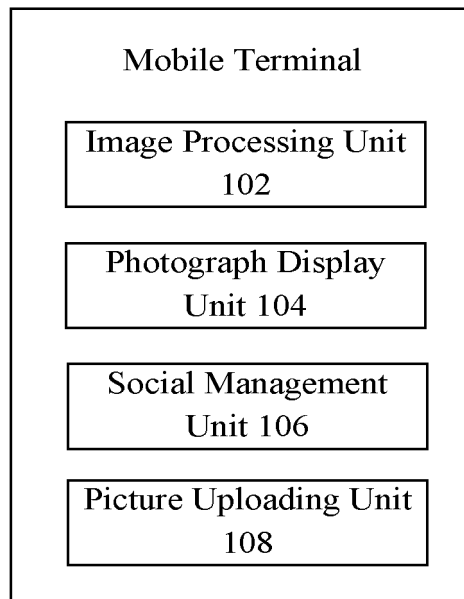 Mobile Terminal
Image Processing Unit
102
Photograph Display
Unit 104
Social Management
Unit 106
Picture Uploading Unit
108